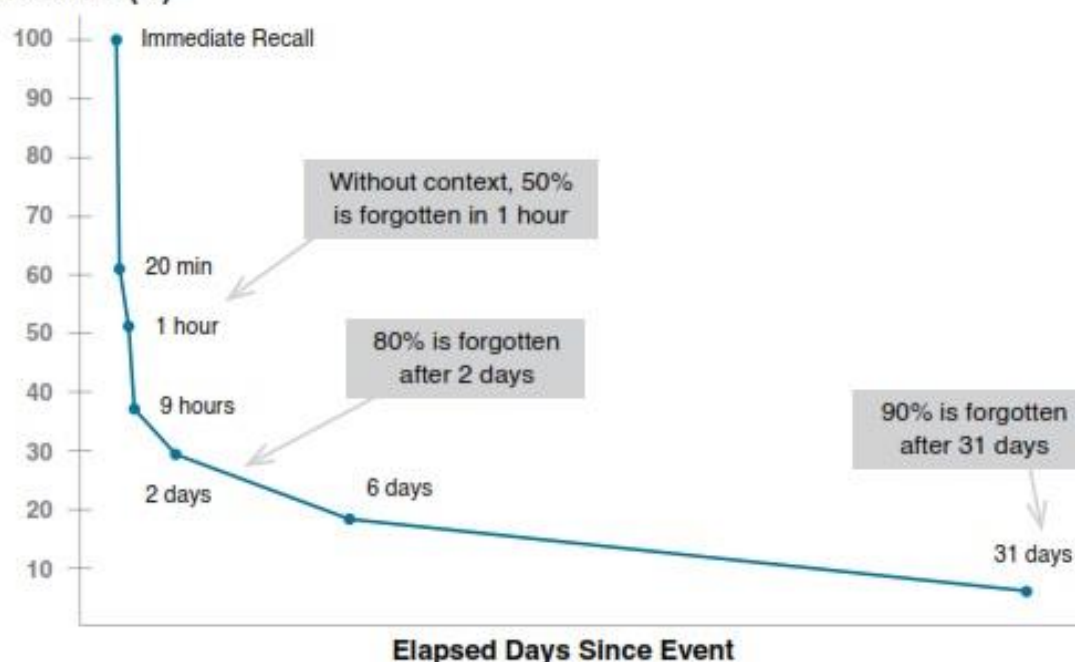 100
Immediate Recall
90
80
Without context, 50%
is forgotten in 1 hour
70
60
20 min
50
1 hour
80% is forgotten
after 2 days
40
9 hours
90% is forgotten
after 31 days
30
2 days
6 days
20
31 days
10
Elapsed Days Since Event